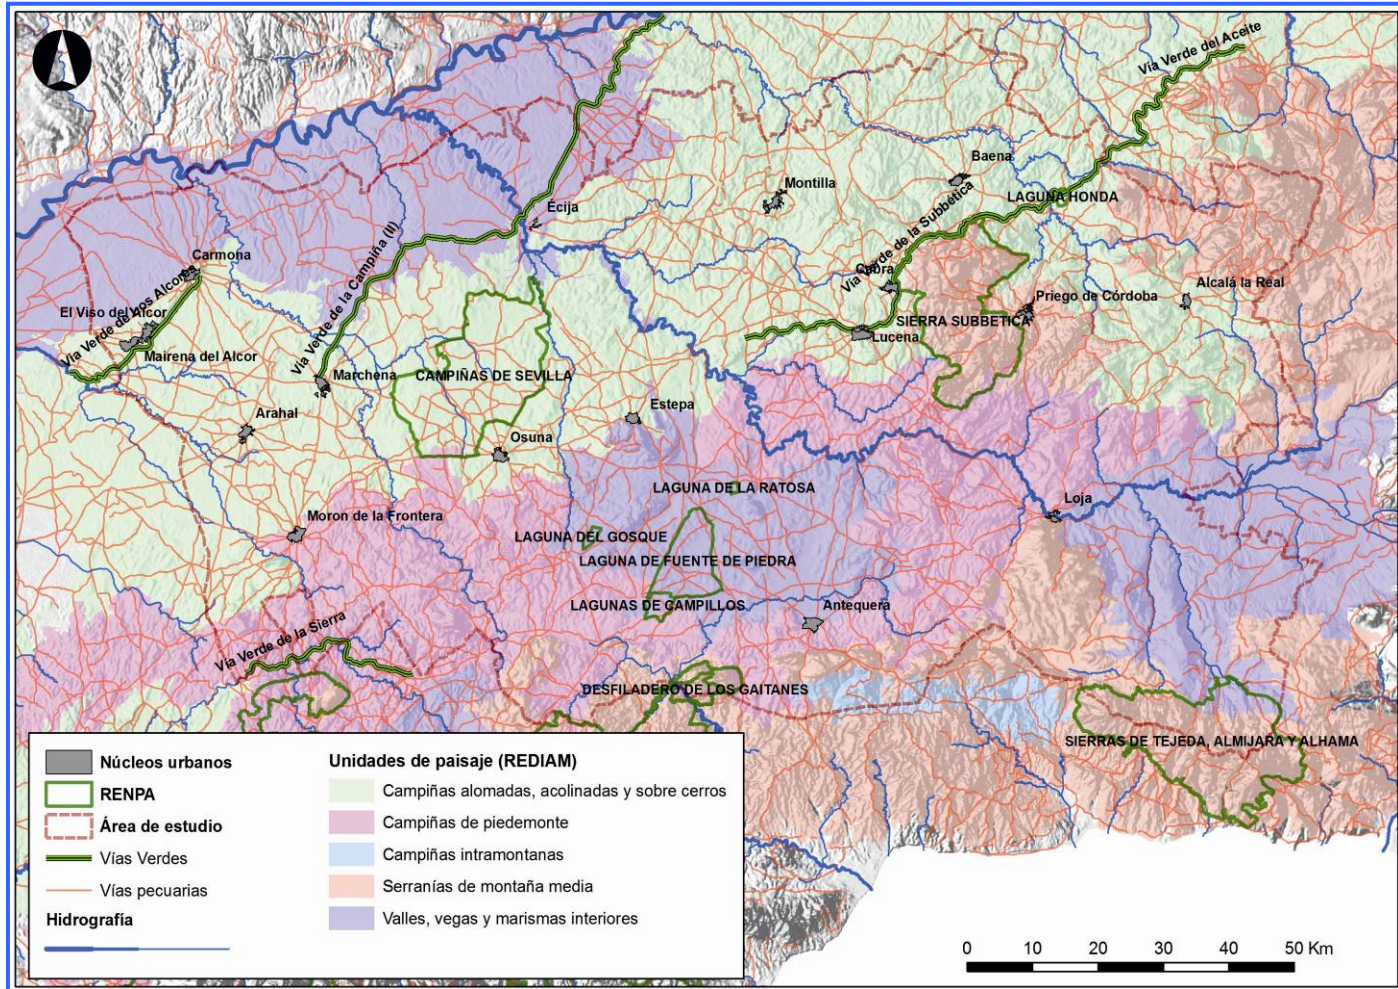 Vía Verde del Aceite
Baena
Montilla
LAGUNA HONDA
Écija
Vía Verde de la Subbética
Carmona
Cabra
Alcalá la Real
Priego de Córdoba
El Viso del Alcor
Vía Verde de Los Alcores
Vía Verde de la Campiña (II)
SIERRA SUBBETICA
Lucena
Mairena del Alcor
Marchena
CAMPIÑAS DE SEVILLA
Arahal
Estepa
Osuna
LAGUNA DE LA RATOSA
Loja
Moron de la Frontera
LAGUNA DEL GOSQUE
LAGUNA DE FUENTE DE PIEDRA
LAGUNAS DE CAMPILLOS
Antequera
Vía Verde de la Sierra
DESFILADERO DE LOS GAITANES
SIERRAS DE TEJEDA, ALMIJARA Y ALHAMA
Núcleos urbanos
RENPA
Área de estudio
Vías Verdes
Vías pecuarias
Hidrografía
Unidades de paisaje (REDIAM)
Campiñas alomadas, acolinadas y sobre cerros
Campiñas de piedemonte
Campiñas intramontanas
Serranías de montaña media
Valles, vegas y marismas interiores
0 10 20 30 40 50 Km